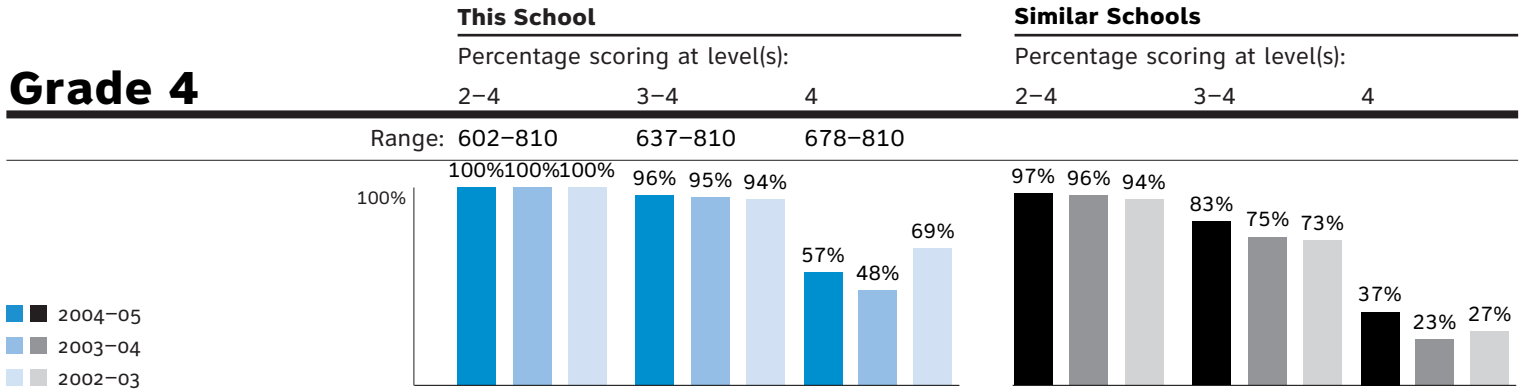 This School
Similar Schools
Percentage scoring at level(s):
Percentage scoring at level(s):
Grade 4
2–4 3–4 4
2–4 3–4 4
Range: 602–810 637–810 678–810
100% 100% 100% 96% 95% 94% 57% 48% 69%
97% 96% 94% 83% 75% 73% 37% 23% 27%
100%
2004–05
2003–04
2002–03